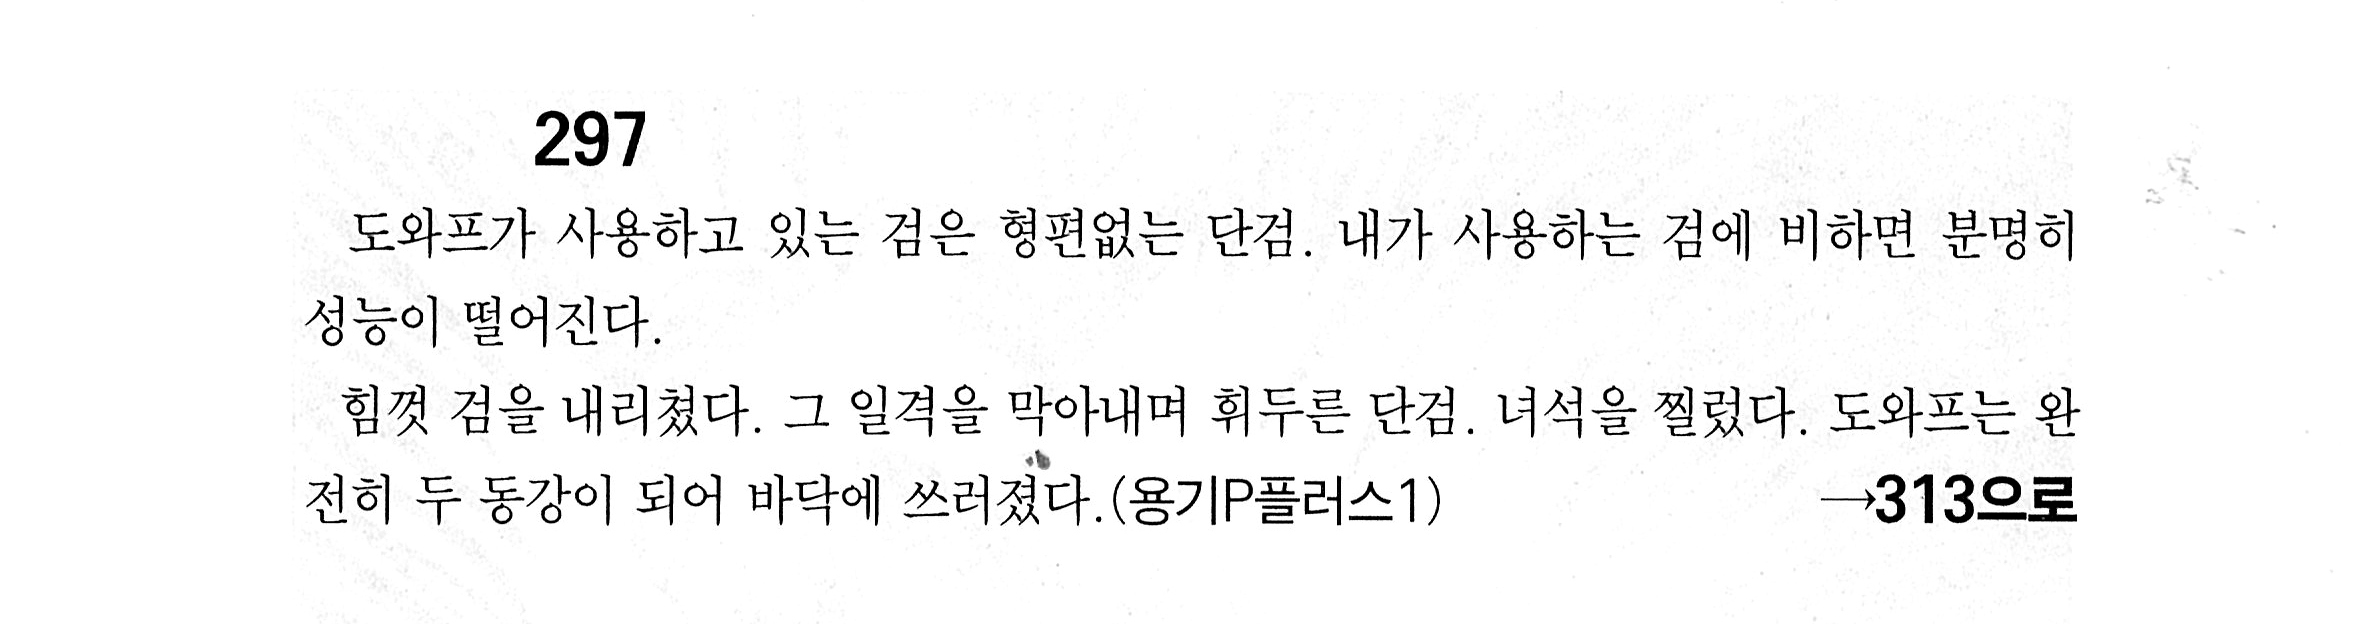 297
도와프가 사용하고 있는 검은 형편없는 단검. 내가 사용하는 검에 비하면 분명히
성능이 떨어진다.
힘껏 검을 내리쳤다. 그 일격을 막아내며 휘두른 단검. 녀석을 찔렀다. 도와프는 완
전히 두 동강이 되어 바닥에 쓰러졌다.(용기P플러스1) →313으로